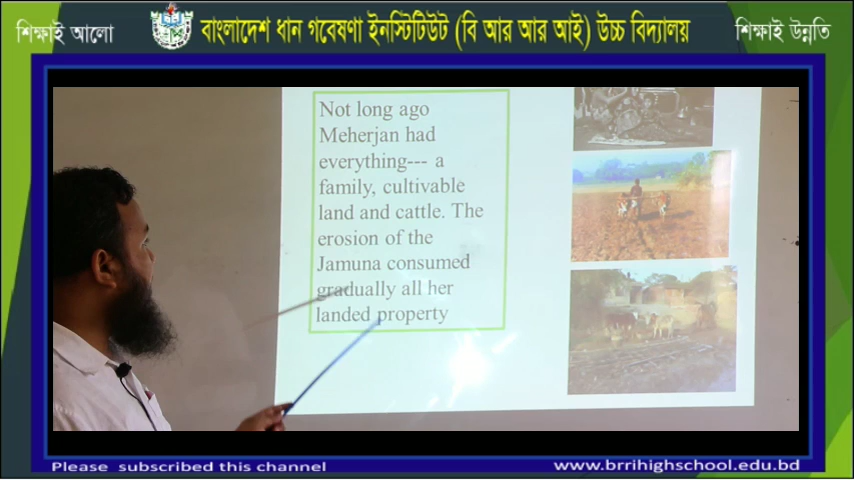 শিক্ষাই আলো
বাংলাদেশ ধান গবেষণা ইনস্টিটিউট (বি আর আর আই) উচ্চ বিদ্যালয়
শিক্ষাই উন্নতি
Not long ago
Meherjan had
everything--- a
family, cultivable
land and cattle. The
erosion of the
Jamuna consumed
gradually all her
landed property
Please subscribed this channel
www.brrihighschool.edu.bd